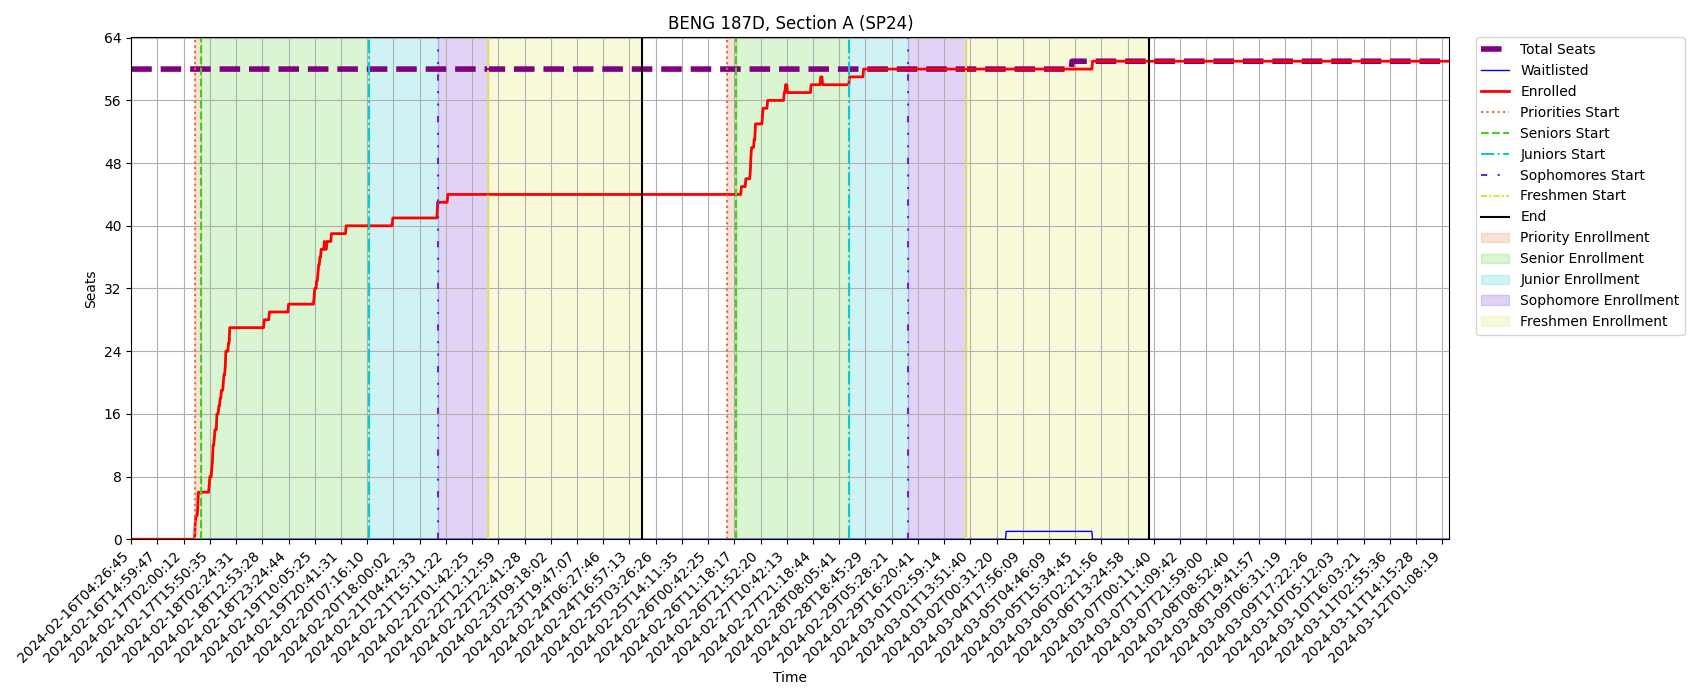 BENG 187D, Section A (SP24)
64
56
48
40
32
24
16
8
0
Seats
2024-02-16T04:26:45
2024-02-16T14:59:47
2024-02-17T02:00:12
2024-02-17T15:50:35
2024-02-18T02:24:31
2024-02-18T12:53:28
2024-02-18T23:24:44
2024-02-19T10:05:25
2024-02-19T20:41:31
2024-02-20T07:16:10
2024-02-20T18:00:02
2024-02-21T04:42:33
2024-02-21T15:11:22
2024-02-22T01:42:25
2024-02-22T12:12:59
2024-02-22T22:41:28
2024-02-23T09:18:02
2024-02-23T19:47:07
2024-02-24T06:27:46
2024-02-24T16:57:13
2024-02-25T03:26:26
2024-02-25T14:11:35
2024-02-26T00:42:25
2024-02-26T11:18:17
2024-02-26T21:52:20
2024-02-27T10:42:13
2024-02-27T21:18:44
2024-02-28T08:05:41
2024-02-28T18:45:29
2024-02-29T05:28:21
2024-02-29T16:20:41
2024-03-01T02:59:14
2024-03-01T13:51:40
2024-03-02T00:31:20
2024-03-04T17:56:09
2024-03-05T04:46:09
2024-03-05T15:34:45
2024-03-06T02:21:56
2024-03-06T13:24:58
2024-03-07T00:11:40
2024-03-07T11:09:42
2024-03-07T21:59:00
2024-03-08T08:52:40
2024-03-08T19:41:57
2024-03-09T06:31:19
2024-03-09T17:22:26
2024-03-10T05:12:03
2024-03-10T16:03:21
2024-03-11T02:55:36
2024-03-11T14:15:28
2024-03-12T01:08:19
Time
Total Seats
Waitlisted
Enrolled
Priorities Start
Seniors Start
Juniors Start
Sophomores Start
Freshmen Start
End
Priority Enrollment
Senior Enrollment
Junior Enrollment
Sophomore Enrollment
Freshmen Enrollment